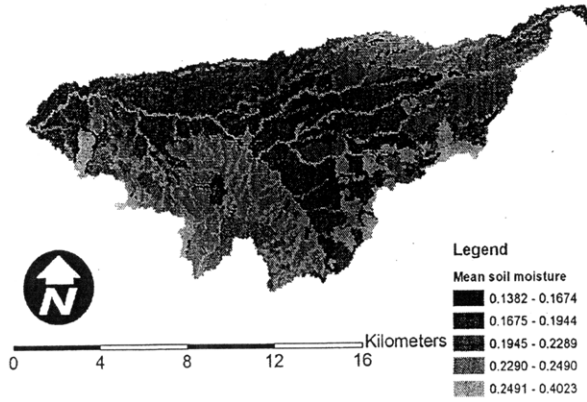 N
Legend
Mean soil moisture
0.1382 - 0.1674
0.1675 - 0.1944
0.1945 - 0.2289
0.2290 - 0.2490
0.2491 - 0.4023
Kilometers
0 4 8 12 16